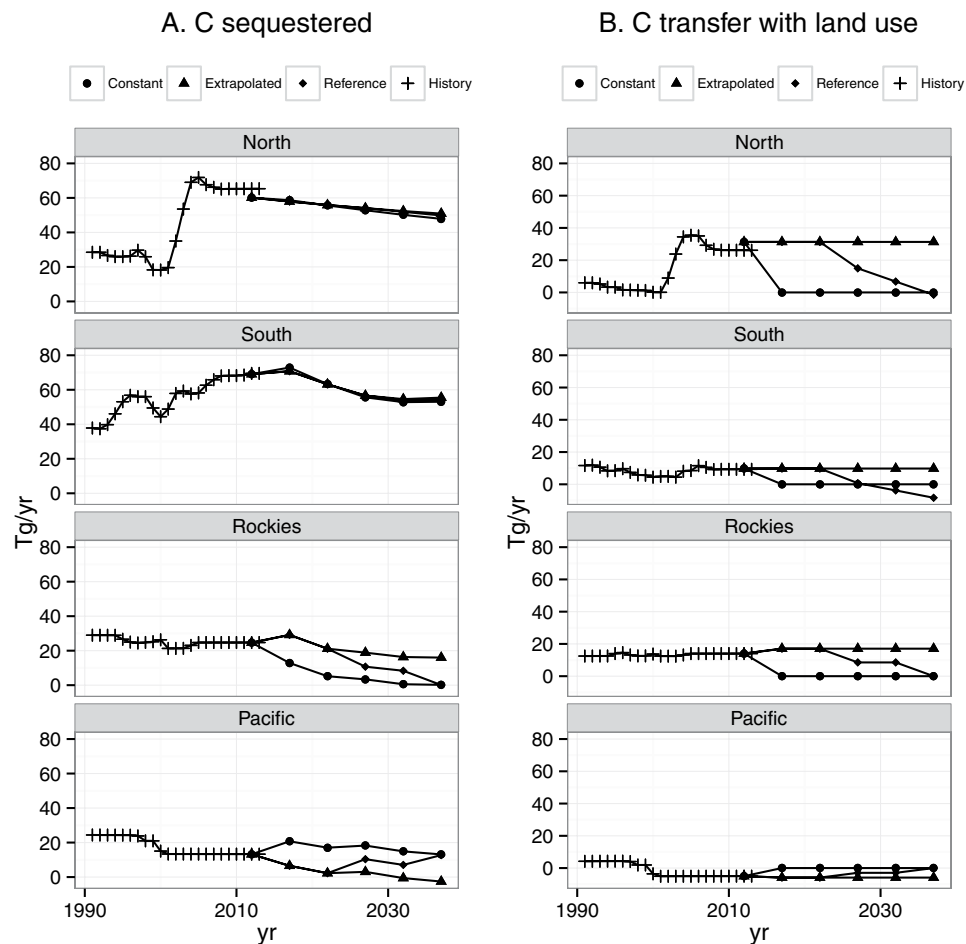 A. C sequestered
Constant Extrapolated Reference History
North
80
60
40
20
0
South
80
60
40
20
0
Rockies
80
60
40
20
0
Pacific
80
60
40
20
0
Tg/yr
1990 2010 2030
yr
B. C transfer with land use
Constant Extrapolated Reference History
North
80
60
40
20
0
South
80
60
40
20
0
Rockies
80
60
40
20
0
Pacific
80
60
40
20
0
Tg/yr
1990 2010 2030
yr